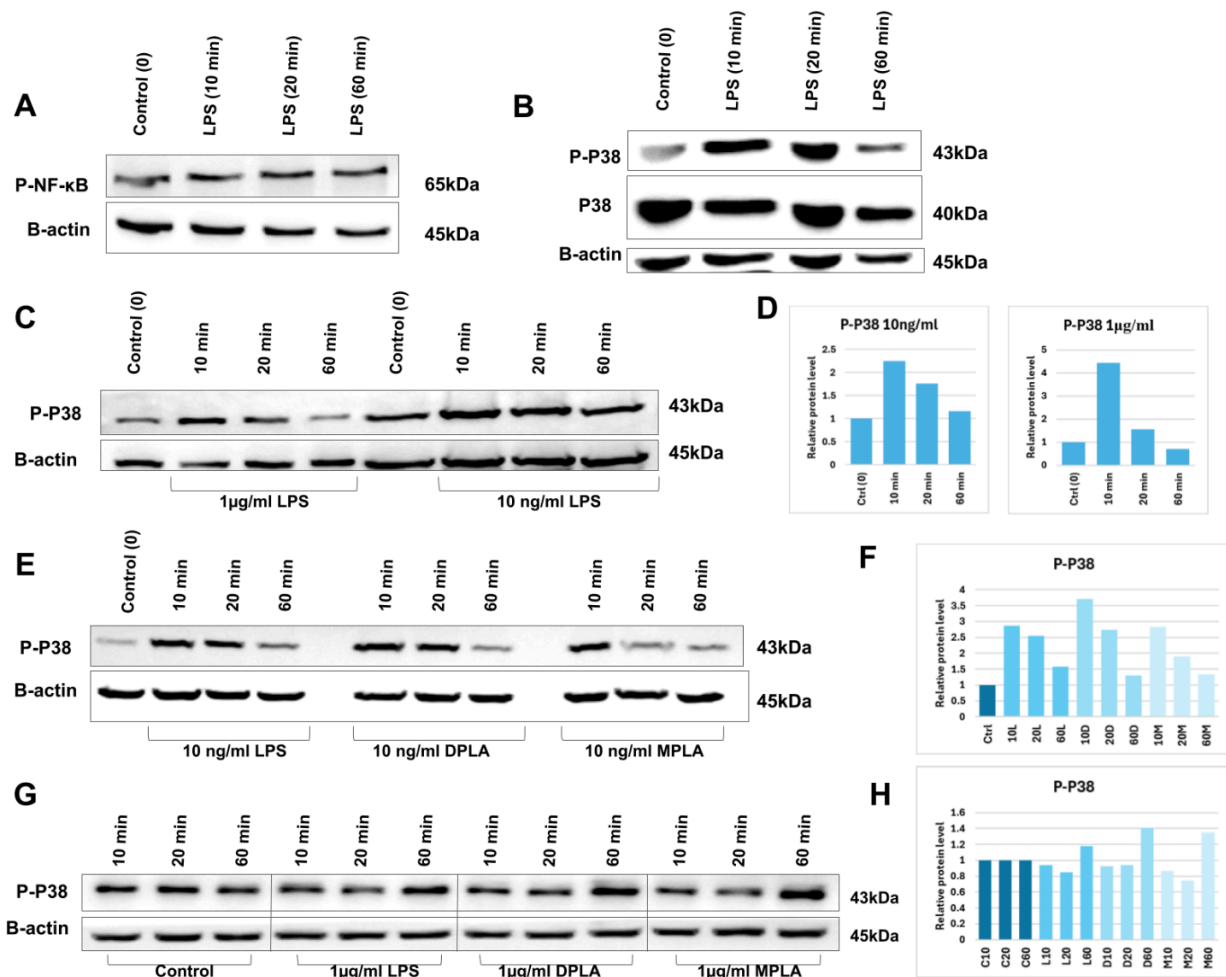 A
Control (0)
LPS (10 min)
LPS (20 min)
LPS (60 min)
P-NF-κB
65kDa
B-actin
45kDa
B
Control (0)
LPS (10 min)
LPS (20 min)
LPS (60 min)
P-P38
43kDa
P38
40kDa
B-actin
45kDa
C
Control (0)
10 min
20 min
60 min
Control (0)
10 min
20 min
60 min
P-P38
43kDa
B-actin
45kDa
1µg/ml LPS
10 ng/ml LPS
D
P-P38 10ng/ml
Relative protein level
2.5
2
1.5
1
0.5
0
Ctrl (0)
10 min
20 min
60 min
P-P38 1µg/ml
Relative protein level
5
4
3
2
1
0
Ctrl (0)
10 min
20 min
60 min
E
Control (0)
10 min
20 min
60 min
10 min
20 min
60 min
10 min
20 min
60 min
P-P38
43kDa
B-actin
45kDa
10 ng/ml LPS
10 ng/ml DPLA
10 ng/ml MPLA
F
P-P38
Relative protein level
4
3.5
3
2.5
2
1.5
1
0.5
0
Ctrl
10L
20L
60L
10D
20D
60D
10M
20M
60M
G
10 min
20 min
60 min
10 min
20 min
60 min
10 min
20 min
60 min
10 min
20 min
60 min
P-P38
43kDa
B-actin
45kDa
Control
1µg/ml LPS
1µg/ml DPLA
1µg/ml MPLA
H
P-P38
Relative protein level
1.6
1.4
1.2
1
0.8
0.6
0.4
0.2
0
C10
C20
C60
L10
L20
L60
D10
D20
D60
M10
M20
M60